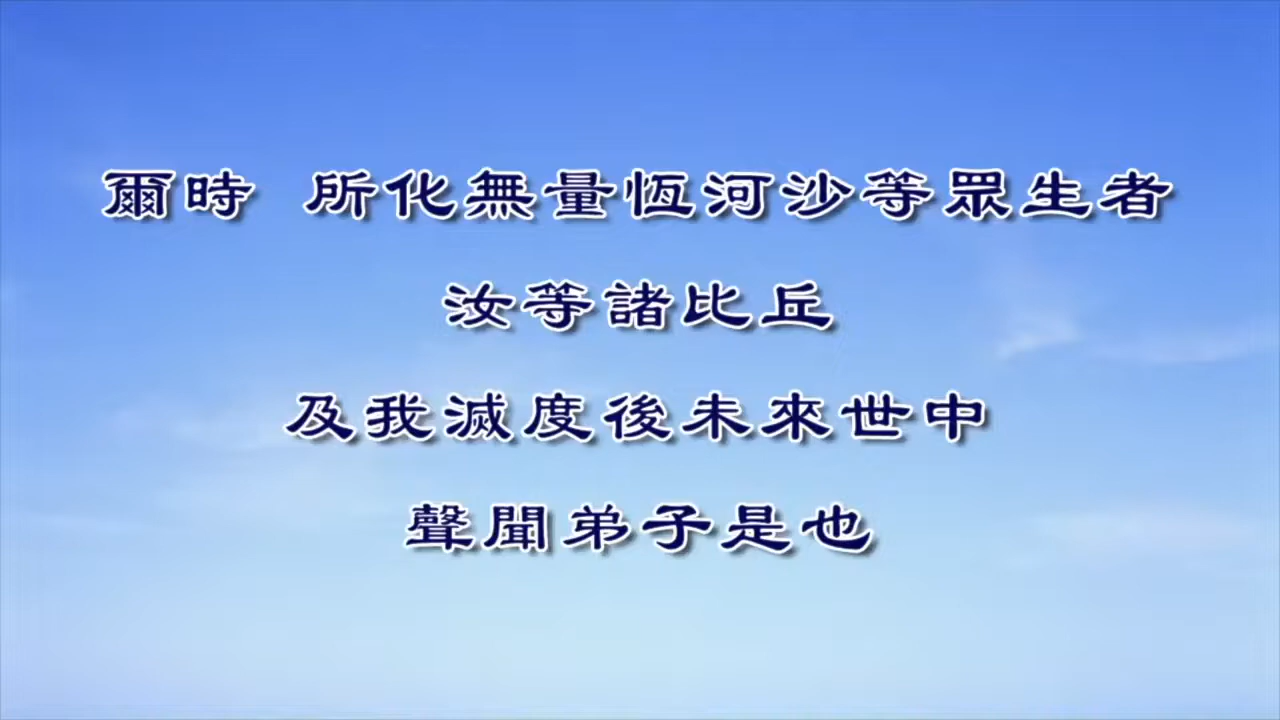 爾時 所化無量恆河沙等眾生者
汝等諸比丘
及我滅度後未來世中
聲聞弟子是也